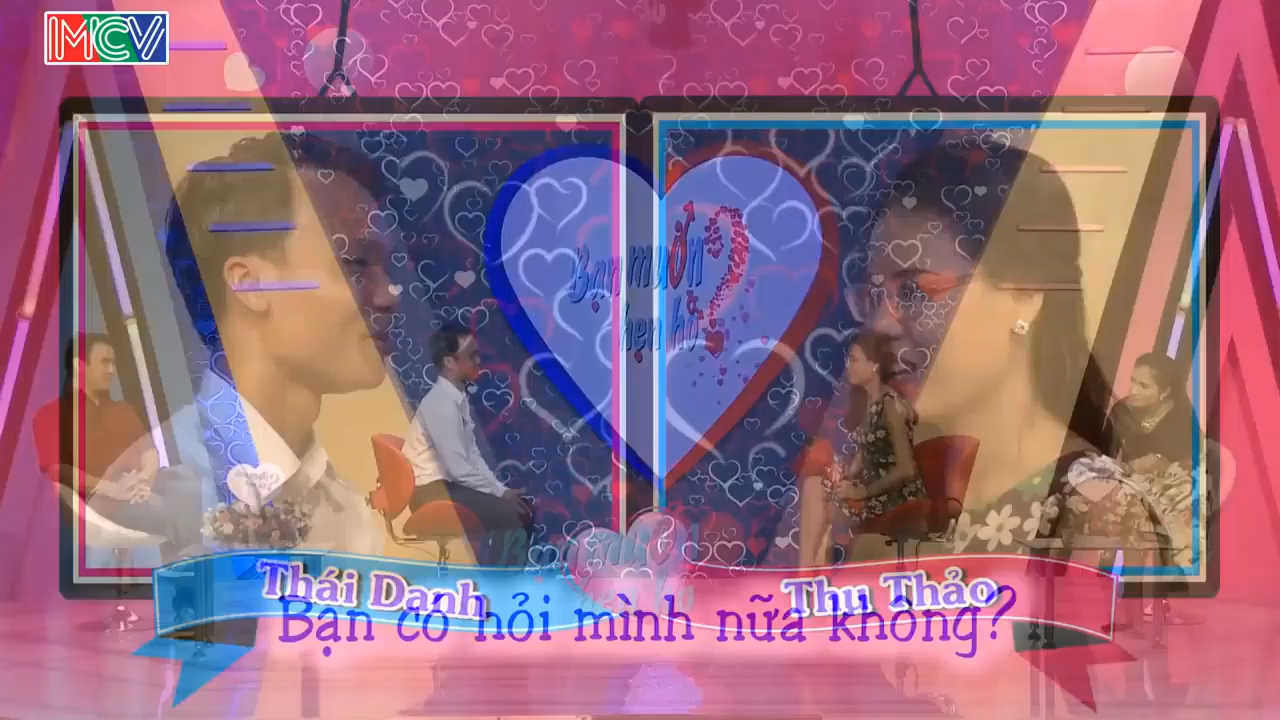 MCV
Bạn muốn
hẹn hò
Thái Danh
Thu Thảo
Bạn có hỏi mình nữa không?